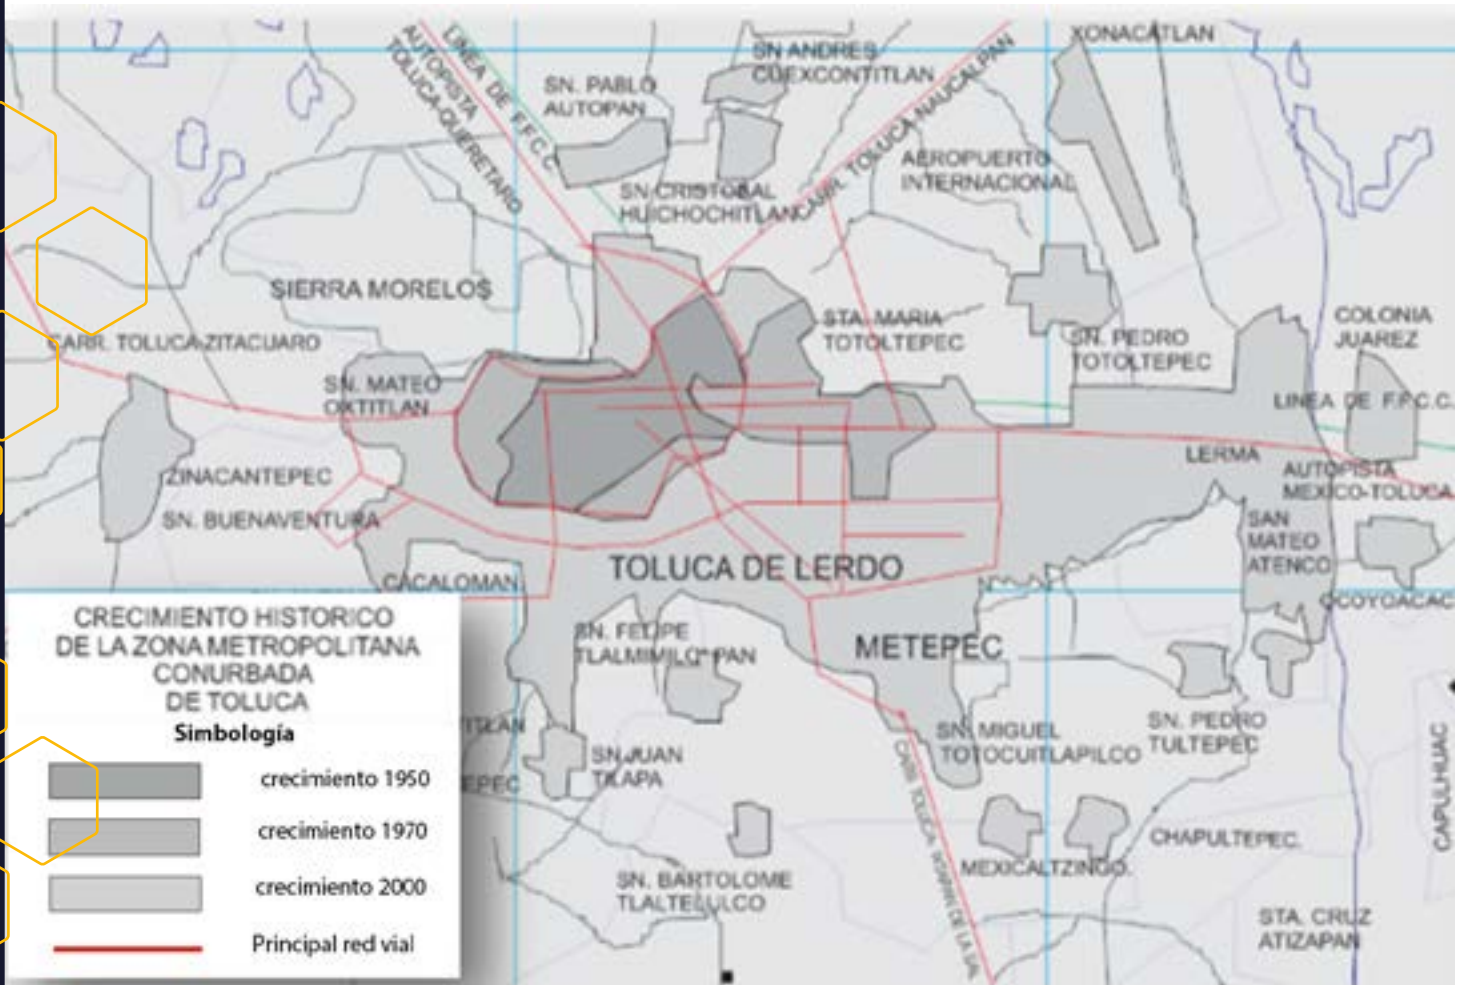 XONACATLAN
SN ANDRES
CUEXCONTITLAN
LINEA DE F.F.C.C.
AUTOPISTA
TOLUCA-QUERETARO
SN. PABLO
AUTOPAN
CARR. TOLUCA-NAUCALPAN
AEROPUERTO
INTERNACIONAL
SN CRISTOBAL
HUICHOCHITLAN
SIERRA MORELOS
STA. MARIA
TOTOLTEPEC
SN. PEDRO
TOTOLTEPEC
COLONIA
JUAREZ
CARR. TOLUCA-ZITACUARO
SN. MATEO
OXTITLAN
LINEA DE F.F.C.C.
LERMA
AUTOPISTA
MEXICO-TOLUCA
ZINACANTEPEC
SN. BUENAVENTURA
SAN
MATEO
ATENCO
TOLUCA DE LERDO
CACALOMAN
OCOYOACAC
SN. FELIPE
METEPEC
SN. MIGUEL
TOTOCUITLAPILCO
SN. PEDRO
TULTEPEC
TITLAN
SN.JUAN
TILAPA
EPEC
CAPULHUAC
CHAPULTEPEC.
MEXICALTZINGO.
SN. BARTOLOME
TLALTELULCO
STA. CRUZ
ATIZAPAN
CRECIMIENTO HISTORICO
DE LA ZONA METROPOLITANA
CONURBADA
DE TOLUCA
Simbología
crecimiento 1950
crecimiento 1970
crecimiento 2000
Principal red vial